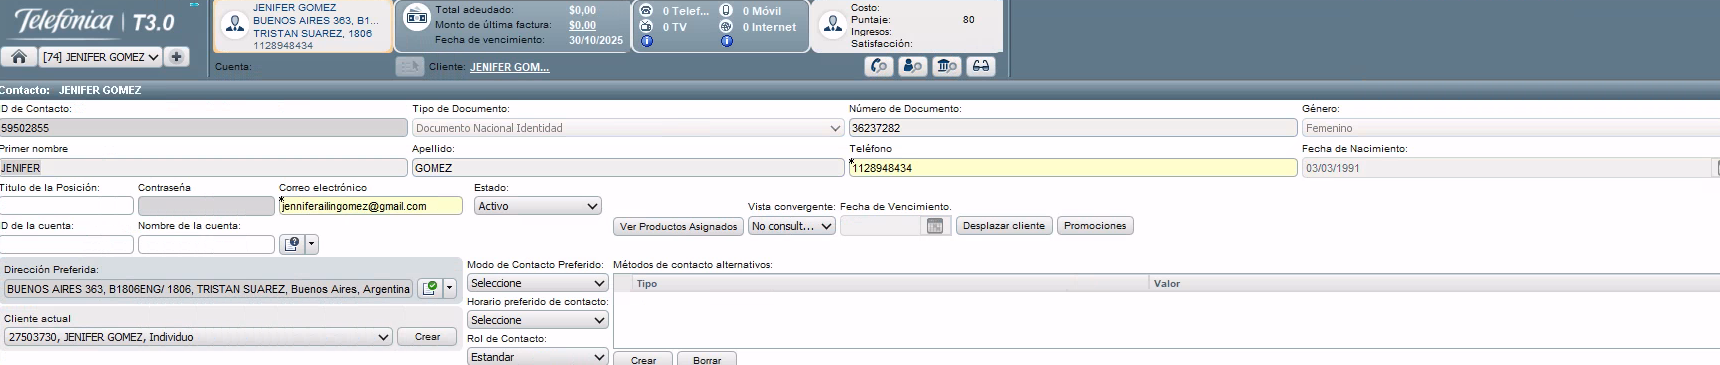 Telefónica | T3.0
JENIFER GOMEZ
BUENOS AIRES 363, B1...
TRISTAN SUAREZ, 1806
1128948434
Total adeudado: $0,00
Monto de última factura: $0,00
Fecha de vencimiento: 30/10/2025
0 Telef... 0 Móvil
0 TV 0 Internet
Costo:
Puntaje: 80
Ingresos:
Satisfacción:
[74] JENIFER GOMEZ
Cuenta: Cliente: JENIFER GOM...
Contacto: JENIFER GOMEZ
ID de Contacto: Tipo de Documento: Número de Documento: Género:
59502855 Documento Nacional Identidad 36237282 Femenino
Primer nombre Apellido: Teléfono Fecha de Nacimiento:
JENIFER GOMEZ *1128948434 03/03/1991
Titulo de la Posición: Contraseña Correo electrónico Estado:
*jenniferailingomez@gmail.com Activo
Vista convergente: Fecha de Vencimiento.
ID de la cuenta: Nombre de la cuenta: Ver Productos Asignados No consult... Desplazar cliente Promociones
Dirección Preferida: Modo de Contacto Preferido: Métodos de contacto alternativos:
BUENOS AIRES 363, B1806ENG/ 1806, TRISTAN SUAREZ, Buenos Aires, Argentina Seleccione Tipo Valor
Horario preferido de contacto:
Cliente actual Seleccione
27503730, JENIFER GOMEZ, Individuo Crear Rol de Contacto:
Estandar Crear Borrar